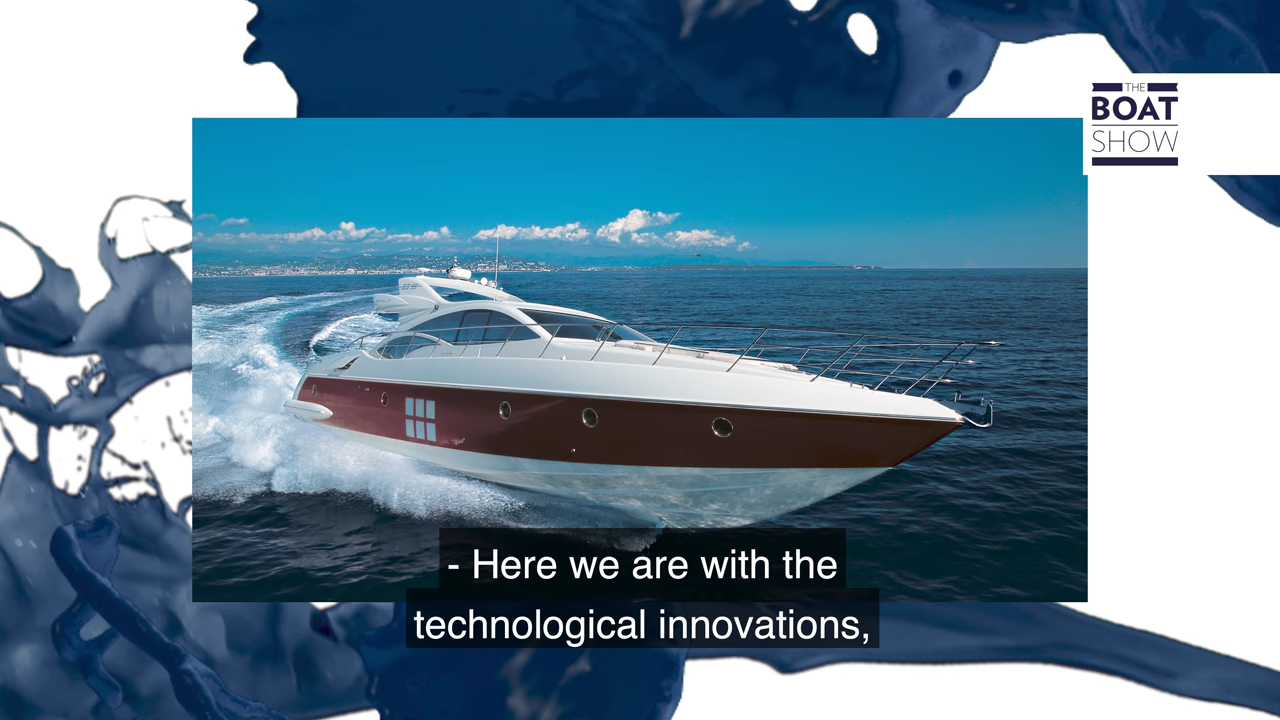 THE
BOAT
SHOW
- Here we are with the
technological innovations,